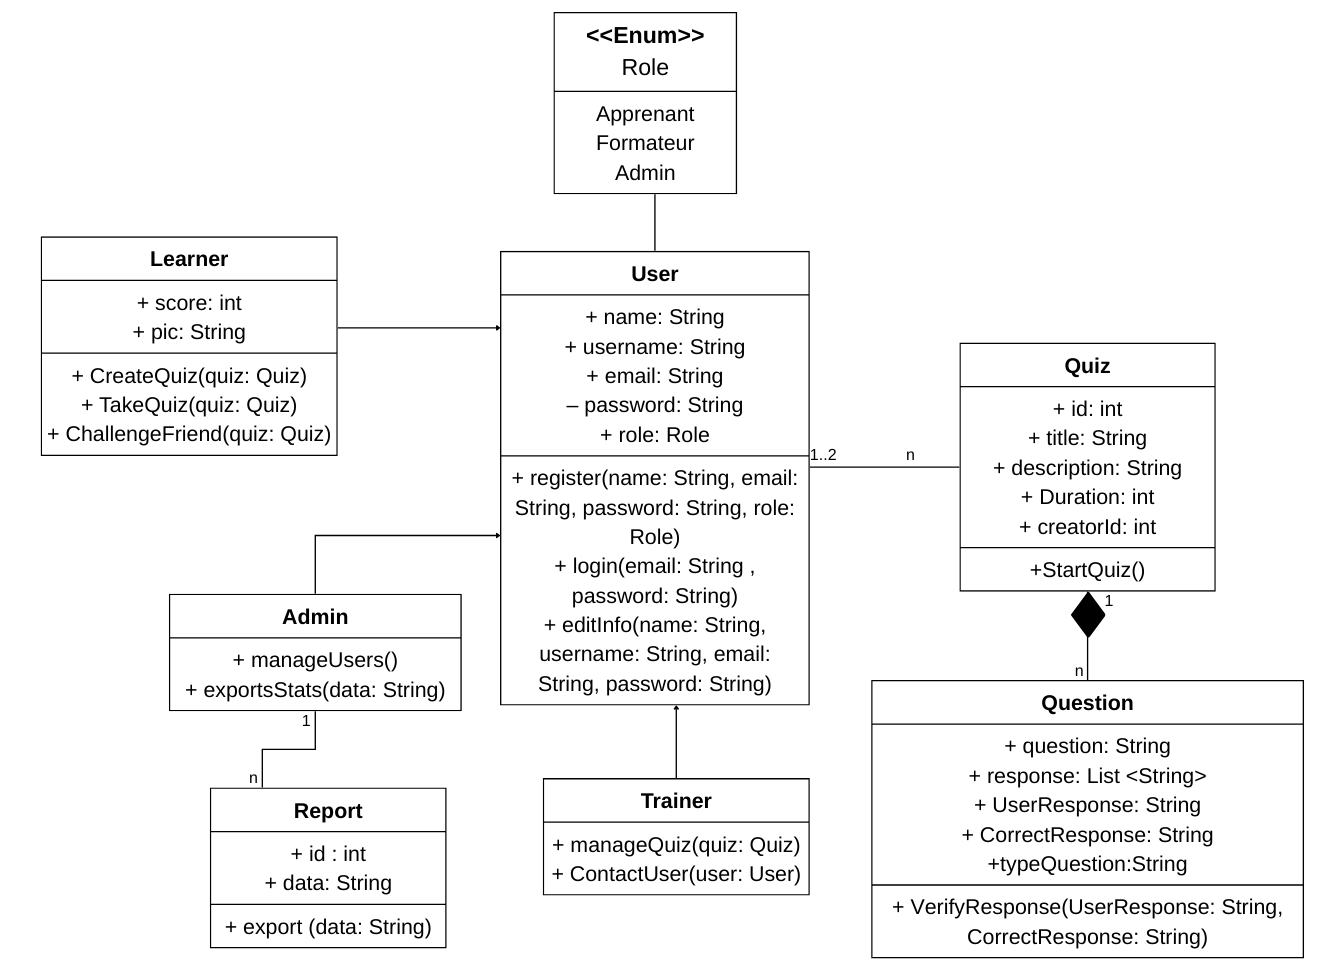 <<Enum>>
Role
Apprenant
Formateur
Admin
Learner
+ score: int
+ pic: String
+ CreateQuiz(quiz: Quiz)
+ TakeQuiz(quiz: Quiz)
+ ChallengeFriend(quiz: Quiz)
User
+ name: String
+ username: String
+ email: String
– password: String
+ role: Role
+ register(name: String, email:
String, password: String, role:
Role)
+ login(email: String ,
password: String)
+ editInfo(name: String,
username: String, email:
String, password: String)
1..2
n
Quiz
+ id: int
+ title: String
+ description: String
+ Duration: int
+ creatorId: int
+StartQuiz()
1
n
Admin
+ manageUsers()
+ exportsStats(data: String)
1
n
Report
+ id : int
+ data: String
+ export (data: String)
Trainer
+ manageQuiz(quiz: Quiz)
+ ContactUser(user: User)
Question
+ question: String
+ response: List <String>
+ UserResponse: String
+ CorrectResponse: String
+typeQuestion:String
+ VerifyResponse(UserResponse: String,
CorrectResponse: String)